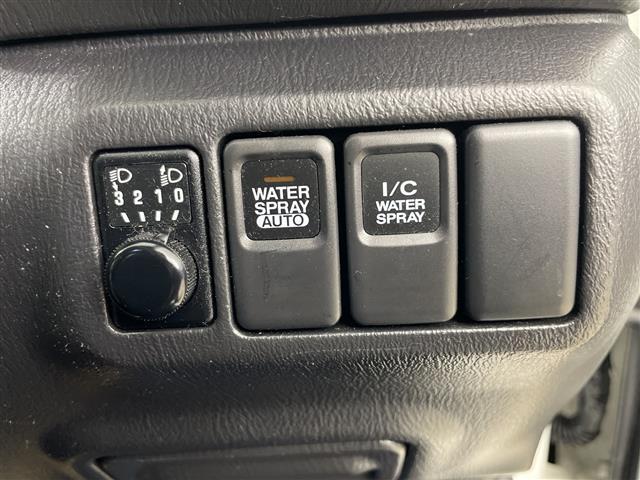 3 2 1 0
WATER
SPRAY
AUTO
I/C
WATER
SPRAY